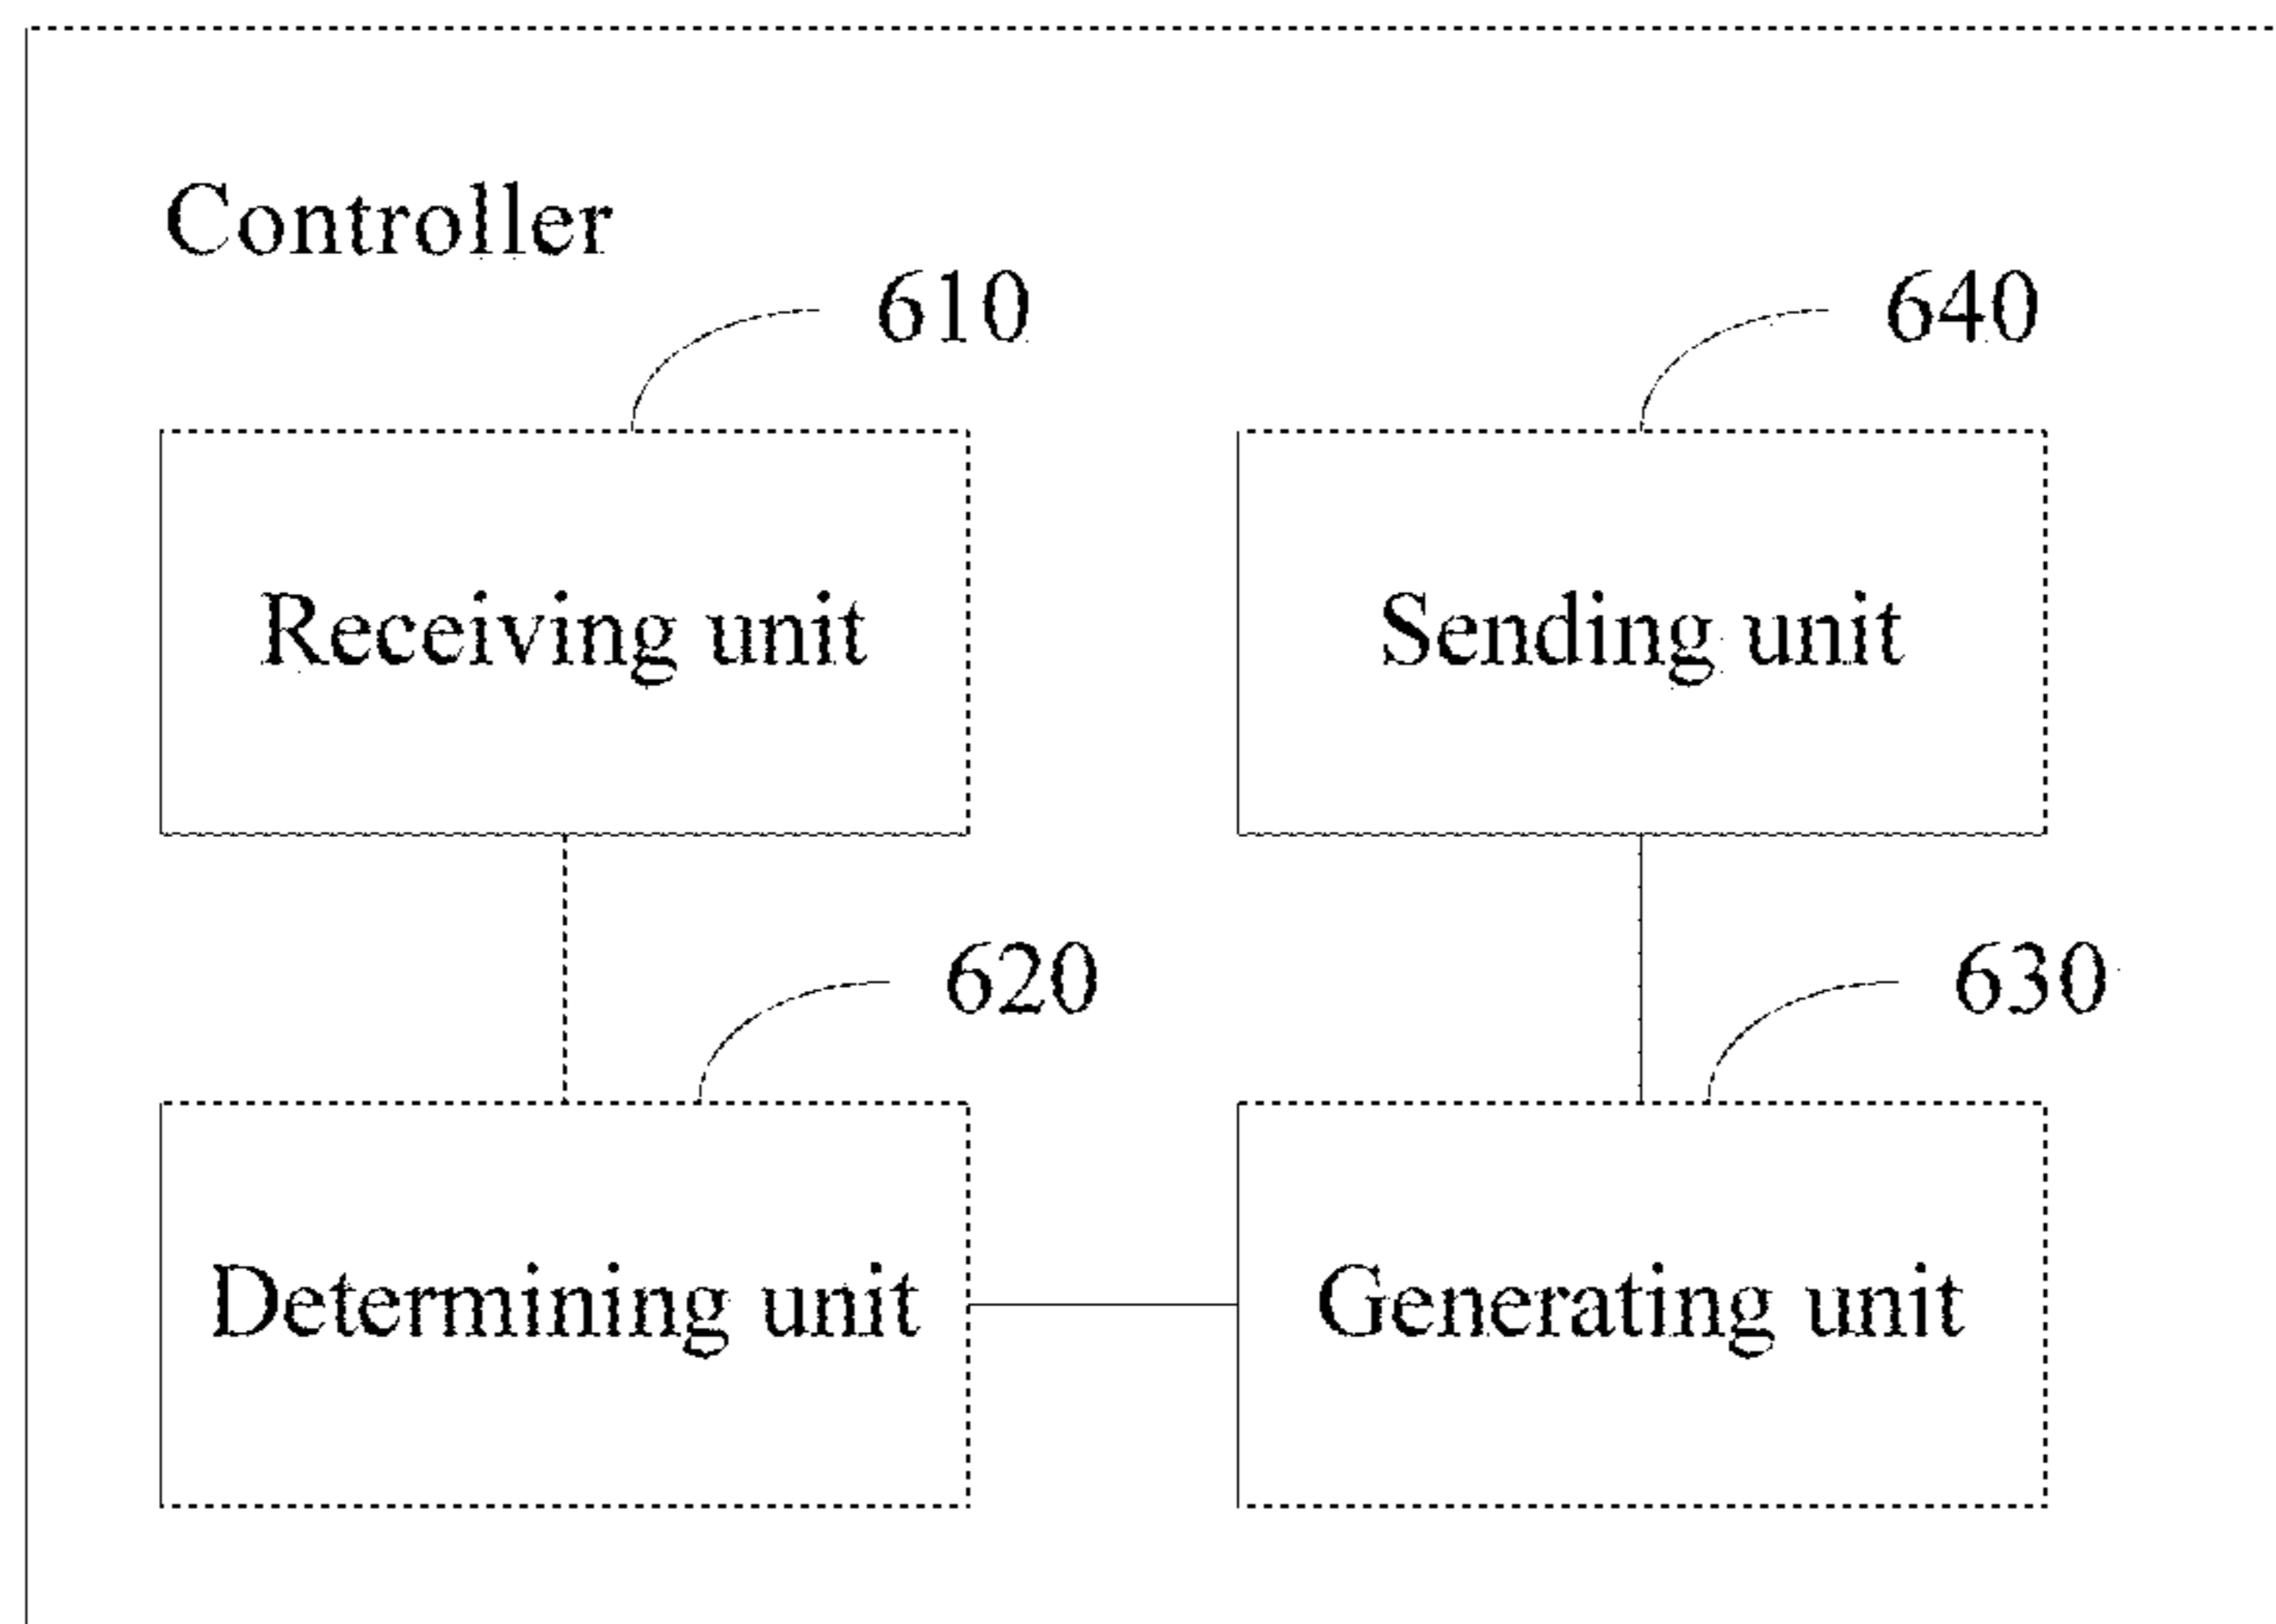 Controller
610
640
Receiving unit
Sending unit
620
630
Determining unit
Generating unit